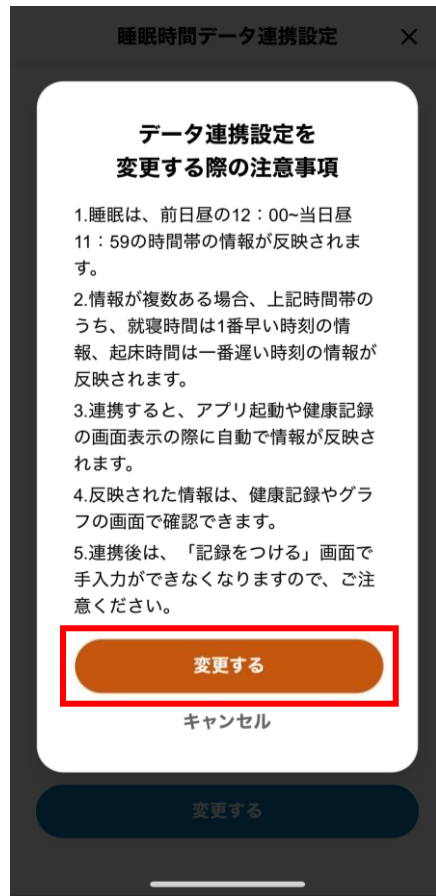 睡眠時間データ連携設定 ×
データ連携設定を
変更する際の注意事項
1.睡眠は、前日昼の12：00~当日昼
11：59の時間帯の情報が反映されま
す。
2.情報が複数ある場合、上記時間帯の
うち、就寝時間は1番早い時刻の情
報、起床時間は一番遅い時刻の情報が
反映されます。
3.連携すると、アプリ起動や健康記録
の画面表示の際に自動で情報が反映さ
れます。
4.反映された情報は、健康記録やグラ
フの画面で確認できます。
5.連携後は、「記録をつける」画面で
手入力ができなくなりますので、ご注
意ください。
変更する
キャンセル
変更する